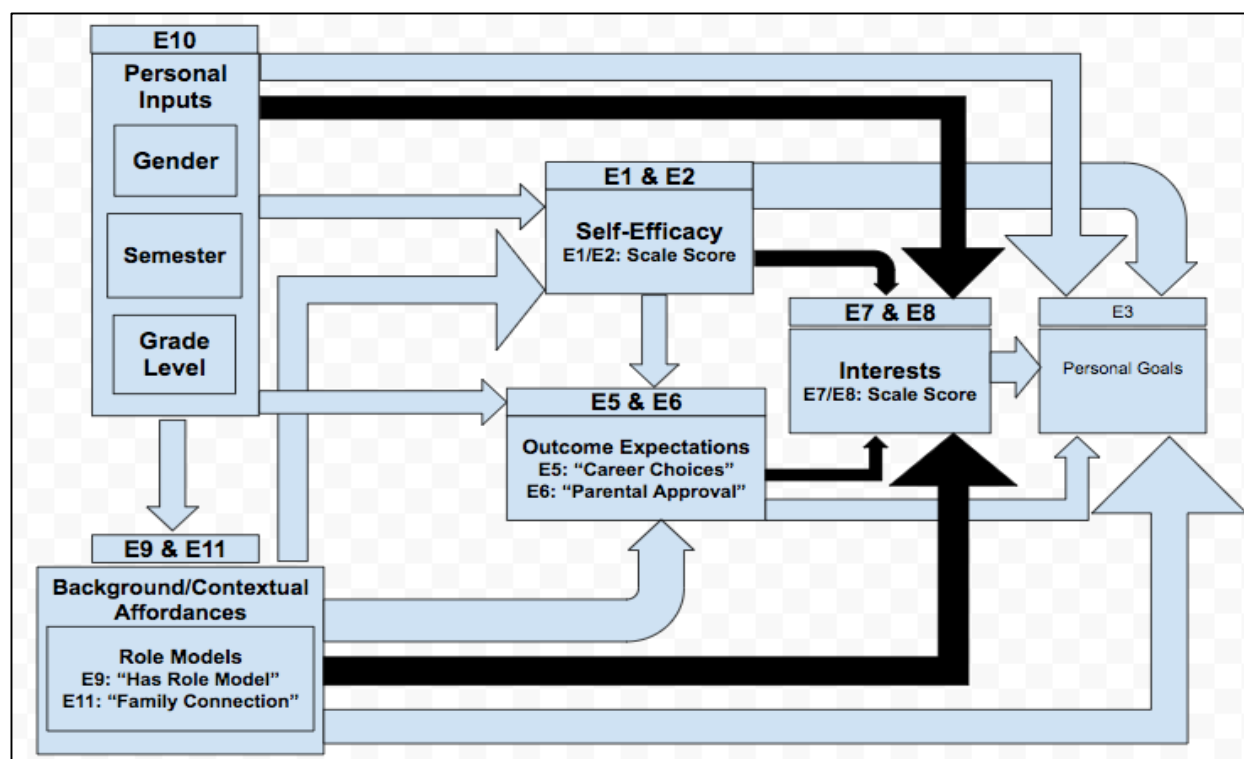 E10
Personal
Inputs
Gender
Semester
Grade
Level
E1 & E2
Self-Efficacy
E1/E2: Scale Score
E7 & E8
Interests
E7/E8: Scale Score
E3
Personal Goals
E5 & E6
Outcome Expectations
E5: “Career Choices”
E6: “Parental Approval”
E9 & E11
Background/Contextual
Affordances
Role Models
E9: “Has Role Model”
E11: “Family Connection”